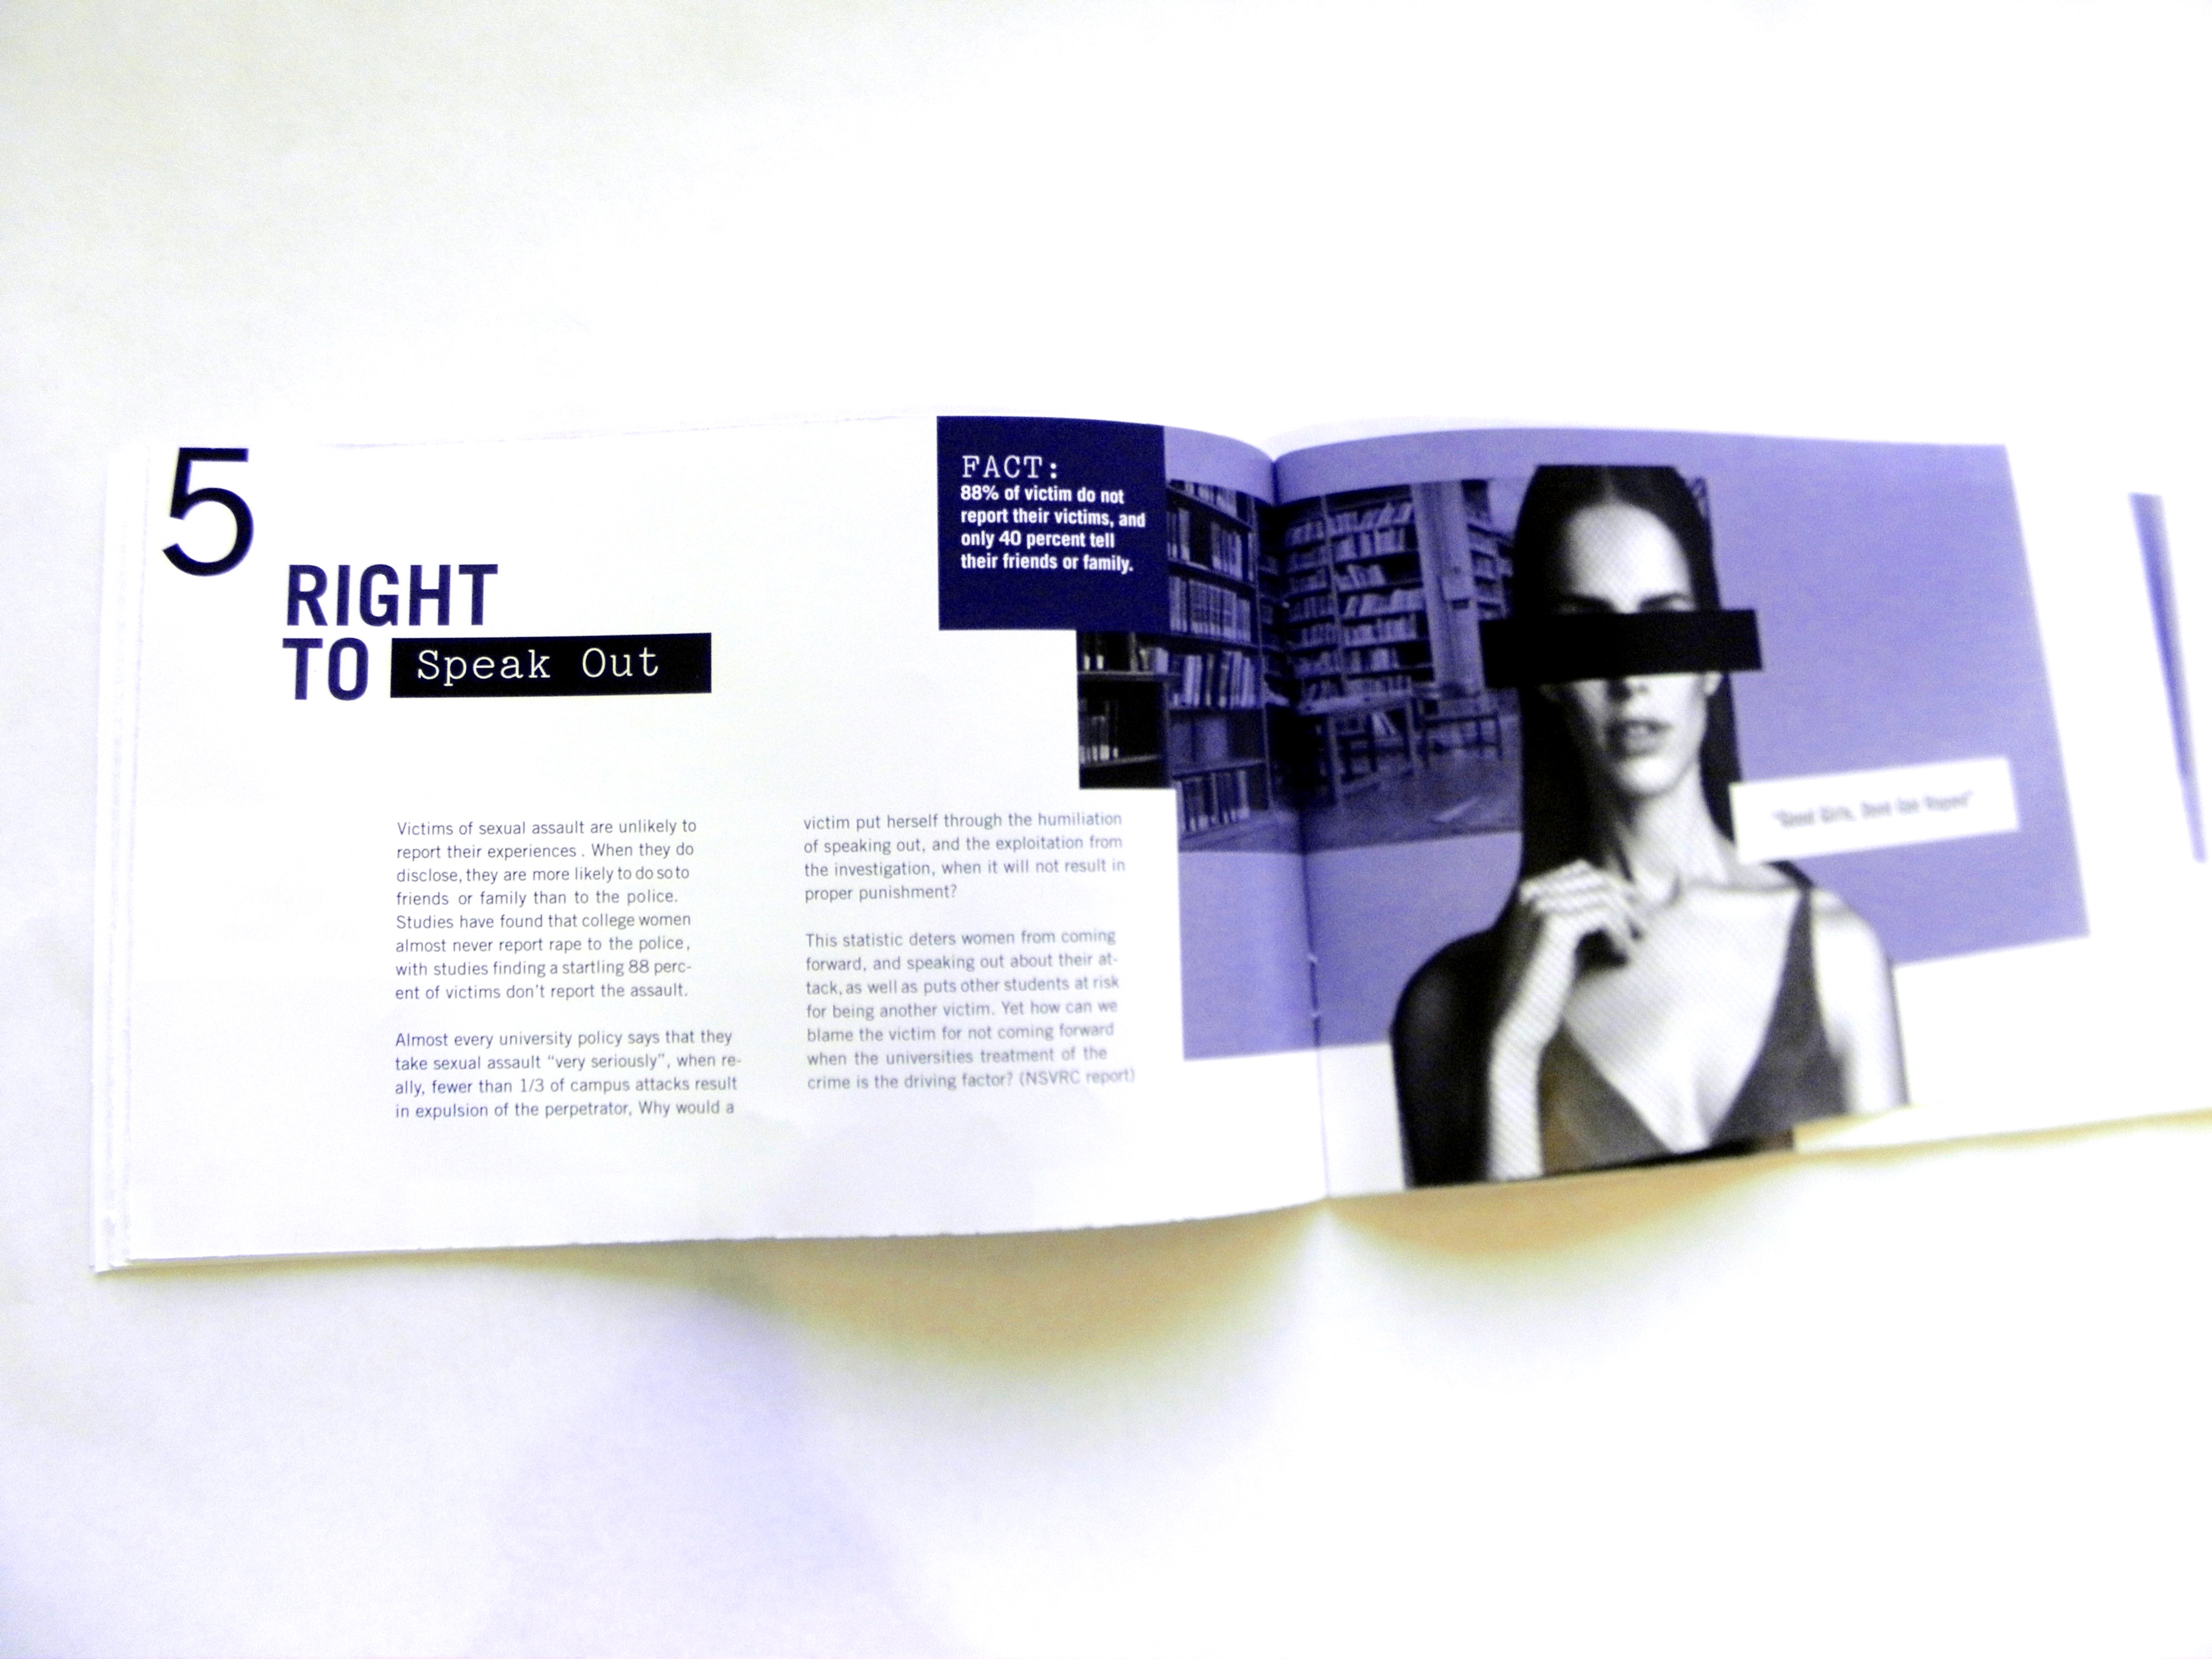 5
RIGHT
TO Speak Out
Victims of sexual assault are unlikely to
report their experiences . When they do
disclose, they are more likely to do so to
friends or family than to the police.
Studies have found that college women
almost never report rape to the police,
with studies finding a startling 88 perc-
ent of victims don't report the assault.
Almost every university policy says that they
take sexual assault "very seriously", when re-
ally, fewer than 1/3 of campus attacks result
in expulsion of the perpetrator, Why would a
victim put herself through the humiliation
of speaking out, and the exploitation from
the investigation, when it will not result in
proper punishment?
This statistic deters women from coming
forward, and speaking out about their at-
tack, as well as puts other students at risk
for being another victim. Yet how can we
blame the victim for not coming forward
when the universities treatment of the
crime is the driving factor? (NSVRC report)
FACT:
88% of victim do not
report their victims, and
only 40 percent tell
their friends or family.
"Good Girls, Dont Get Raped"